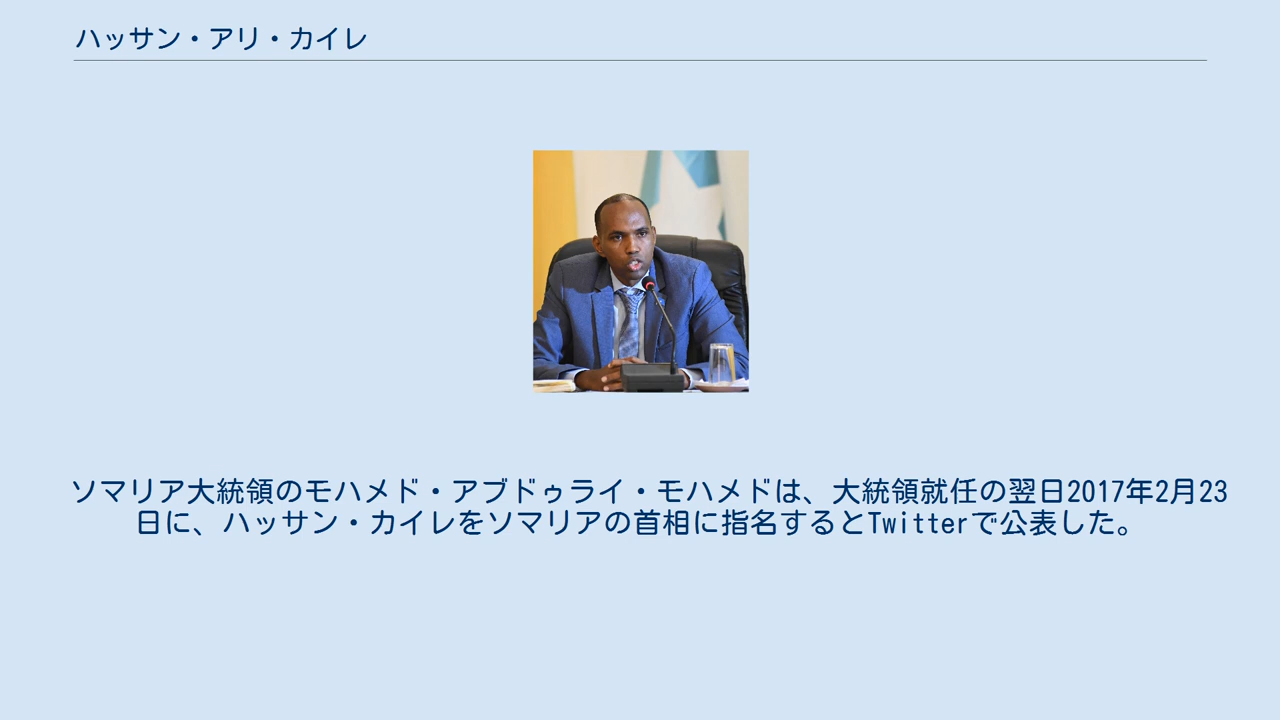 ハッサン・アリ・カイレ
ソマリア大統領のモハメド・アブドゥライ・モハメドは、大統領就任の翌日2017年2月23
日に、ハッサン・カイレをソマリアの首相に指名するとTwitterで公表した。